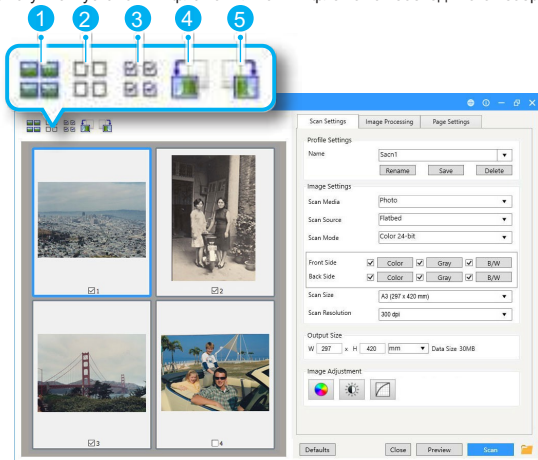 1 2 3 4 5
Scan Settings Image Processing Page Settings
Profile Settings
Name Sacn1
Rename Save Delete
Image Settings
Scan Media Photo
Scan Source Flatbed
Scan Mode Color 24-bit
Front Side Color Gray B/W
Back Side Color Gray B/W
Scan Size A3 (297 x 420 mm)
Scan Resolution 300 dpi
Output Size
W 297 x H 420 mm Data Size 30MB
Image Adjustment
1 2
3 4
Defaults Close Preview Scan